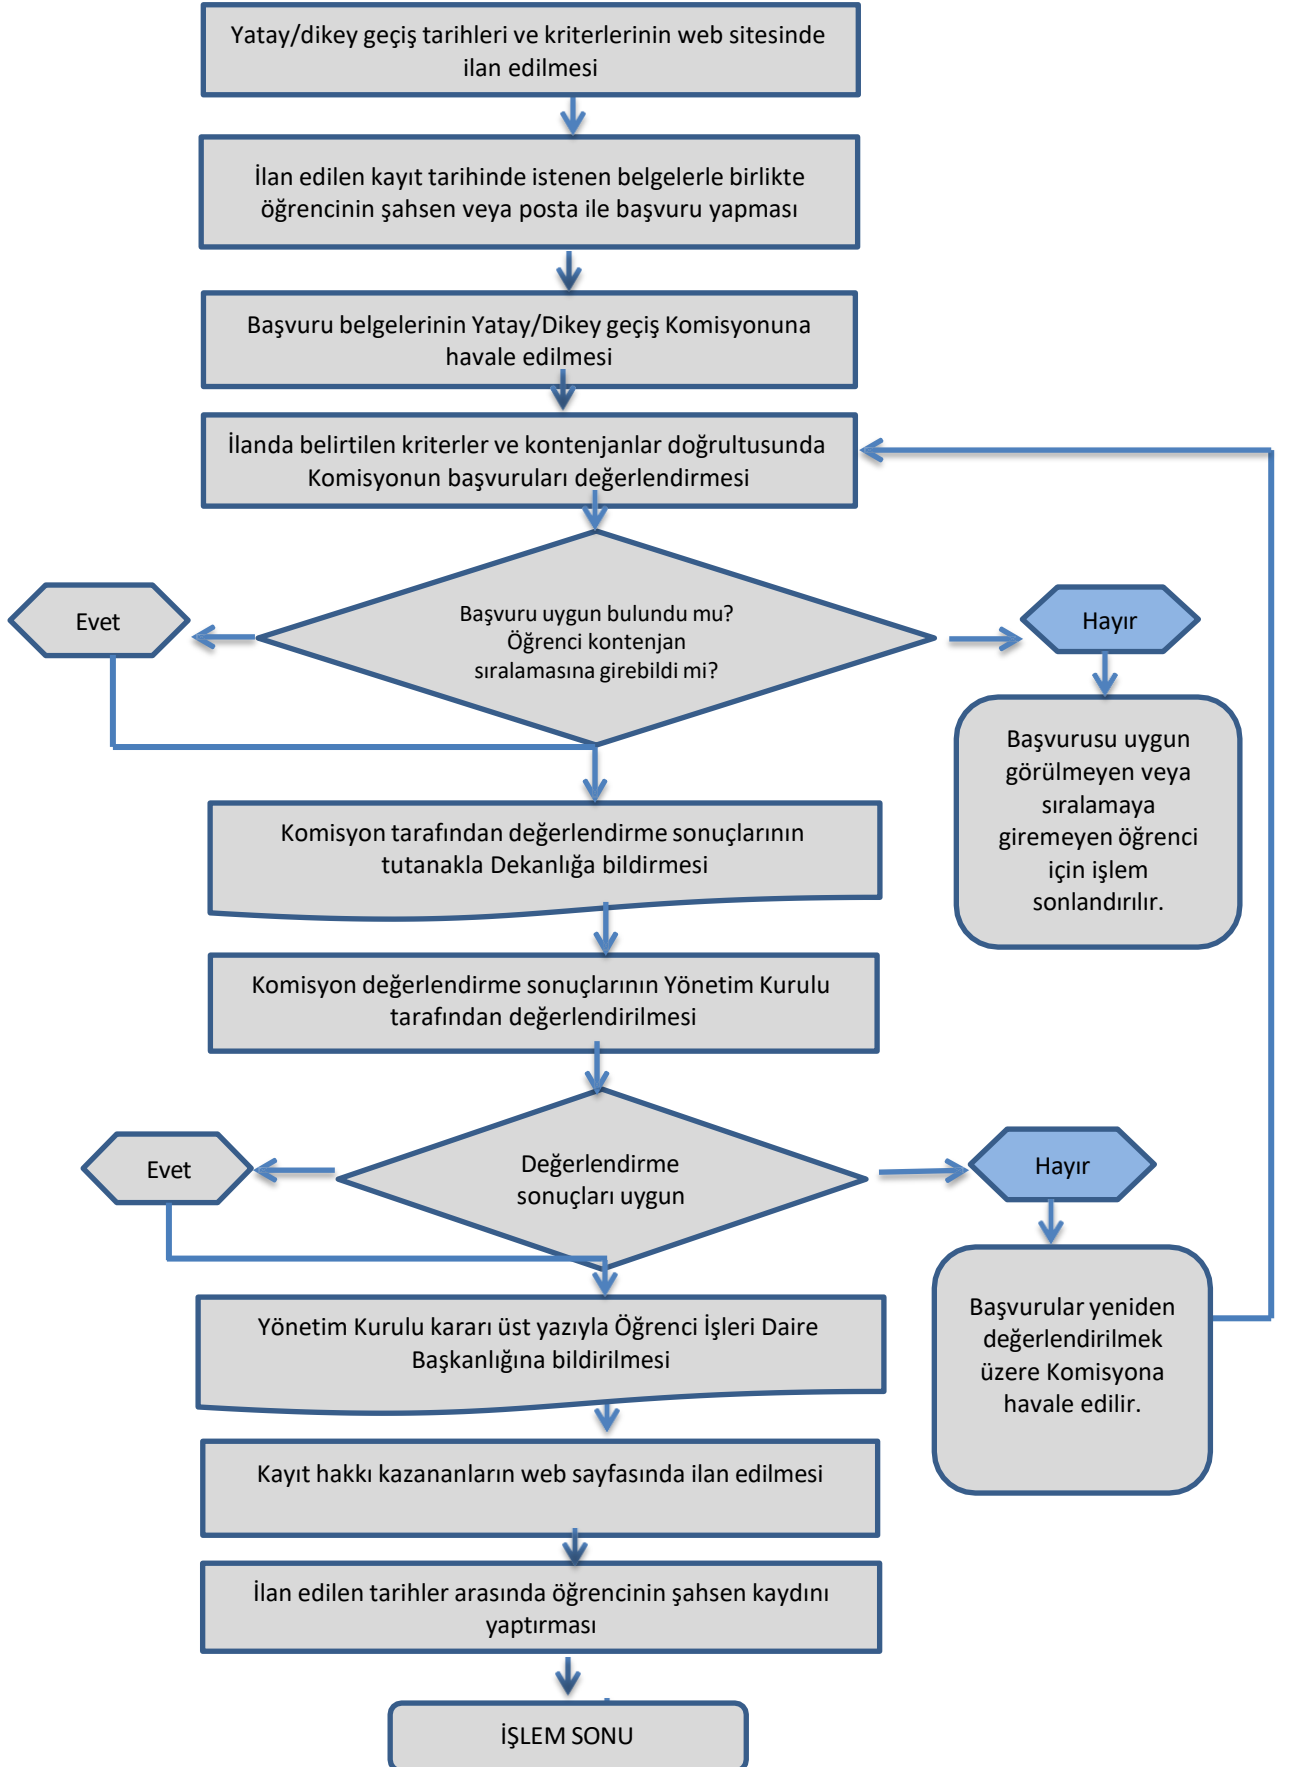 Yatay/dikey geçiş tarihleri ve kriterlerinin web sitesinde
ilan edilmesi
İlan edilen kayıt tarihinde istenen belgelerle birlikte
öğrencinin şahsen veya posta ile başvuru yapması
Başvuru belgelerinin Yatay/Dikey geçiş Komisyonuna
havale edilmesi
İlanda belirtilen kriterler ve kontenjanlar doğrultusunda
Komisyonun başvuruları değerlendirmesi
Evet
Başvuru uygun bulundu mu?
Öğrenci kontenjan
sıralamasına girebildi mi?
Hayır
Başvurusu uygun
görülmeyen veya
sıralamaya
giremeyen öğrenci
için işlem
sonlandırılır.
Komisyon tarafından değerlendirme sonuçlarının
tutanakla Dekanlığa bildirmesi
Komisyon değerlendirme sonuçlarının Yönetim Kurulu
tarafından değerlendirilmesi
Evet
Değerlendirme
sonuçları uygun
Hayır
Başvurular yeniden
değerlendirilmek
üzere Komisyona
havale edilir.
Yönetim Kurulu kararı üst yazıyla Öğrenci İşleri Daire
Başkanlığına bildirilmesi
Kayıt hakkı kazananların web sayfasında ilan edilmesi
İlan edilen tarihler arasında öğrencinin şahsen kaydını
yaptırması
İŞLEM SONU